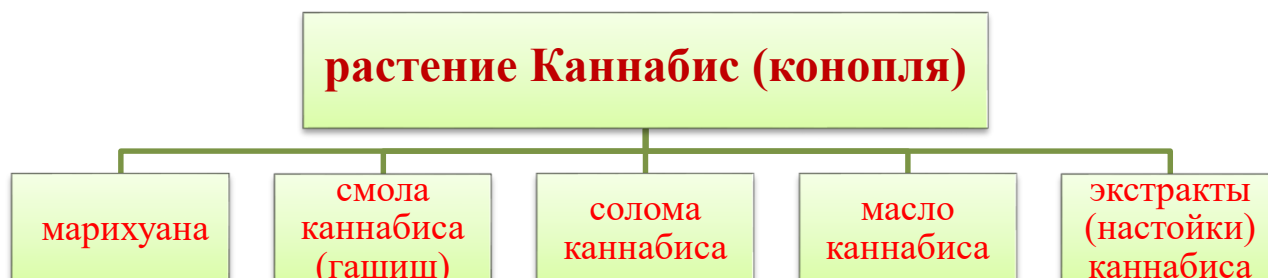 растение Каннабис (конопля)
марихуана
смола
каннабиса
(гашиш)
солома
каннабиса
масло
каннабиса
экстракты
(настойки)
каннабиса